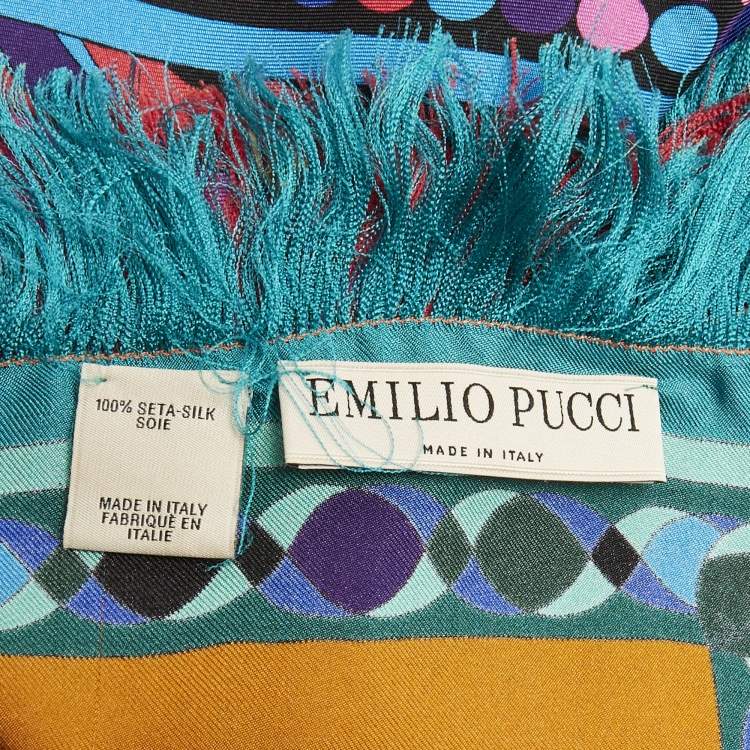 100% SETA-SILK
SOIE
MADE IN ITALY
FABRIQUÉ EN
ITALIE
EMILIO PUCCI
MADE IN ITALY